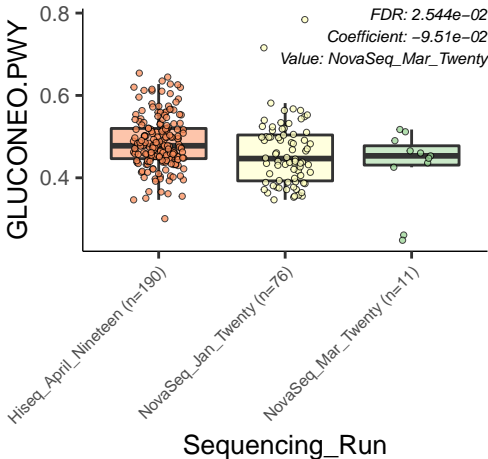 FDR: 2.544e−02
Coefficient: −9.51e−02
Value: NovaSeq_Mar_Twenty
GLUCONEO.PWY
0.8
0.6
0.4
Hiseq_April_Nineteen (n=190)
NovaSeq_Jan_Twenty (n=76)
NovaSeq_Mar_Twenty (n=11)
Sequencing_Run